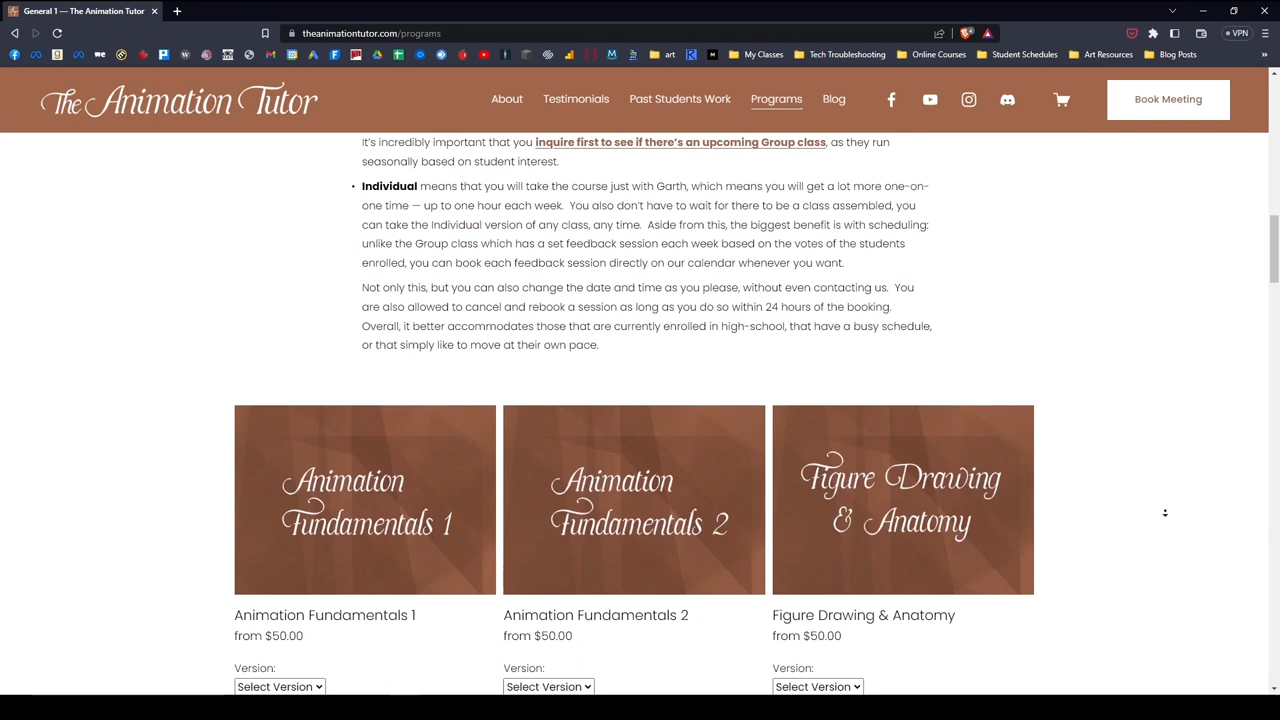 General 1 — The Animation Tutor
theanimationtutor.com/programs
VPN
art
My Classes
Tech Troubleshooting
Online Courses
Student Schedules
Art Resources
Blog Posts
The Animation Tutor
About
Testimonials
Past Students Work
Programs
Blog
Book Meeting
It's incredibly important that you inquire first to see if there's an upcoming Group class, as they run
seasonally based on student interest.
• Individual means that you will take the course just with Garth, which means you will get a lot more one-on-
one time — up to one hour each week. You also don't have to wait for there to be a class assembled, you
can take the Individual version of any class, any time. Aside from this, the biggest benefit is with scheduling:
unlike the Group class which has a set feedback session each week based on the votes of the students
enrolled, you can book each feedback session directly on our calendar whenever you want.
Not only this, but you can also change the date and time as you please, without even contacting us. You
are also allowed to cancel and rebook a session as long as you do so within 24 hours of the booking.
Overall, it better accommodates those that are currently enrolled in high-school, that have a busy schedule,
or that simply like to move at their own pace.
Animation
Fundamentals 1
Animation
Fundamentals 2
Figure Drawing
& Anatomy
Animation Fundamentals 1
from $50.00
Version:
Select Version
Animation Fundamentals 2
from $50.00
Version:
Select Version
Figure Drawing & Anatomy
from $50.00
Version:
Select Version